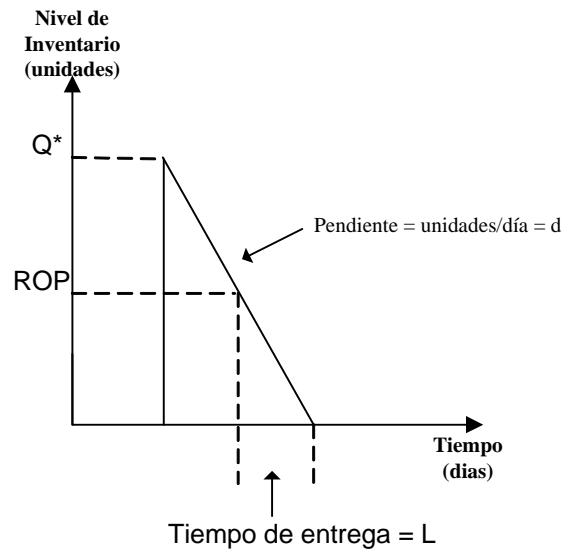 Nivel de
Inventario
(unidades)
Q*
Pendiente = unidades/día = d
ROP
Tiempo
(dias)
Tiempo de entrega = L